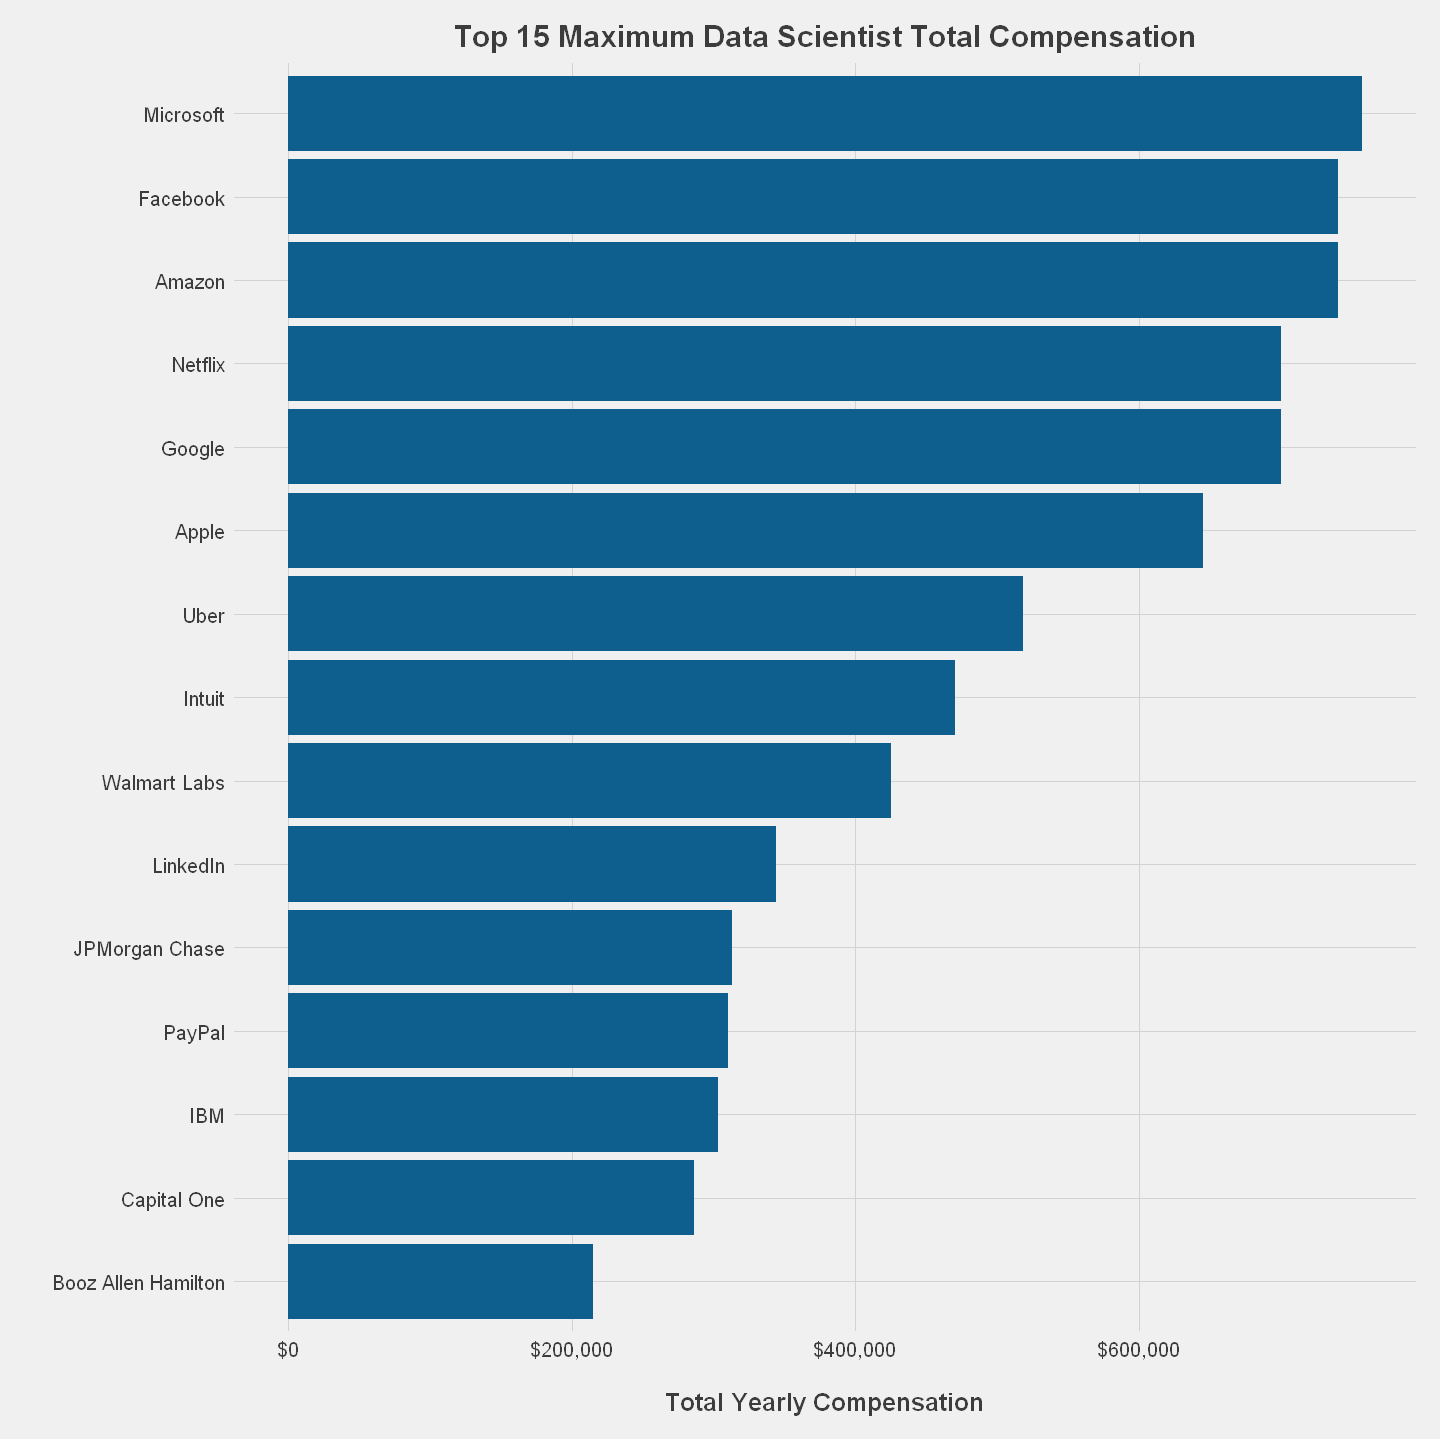 Top 15 Maximum Data Scientist Total Compensation
Microsoft
Facebook
Amazon
Netflix
Google
Apple
Uber
Intuit
Walmart Labs
LinkedIn
JPMorgan Chase
PayPal
IBM
Capital One
Booz Allen Hamilton
$0
$200,000
$400,000
$600,000
Total Yearly Compensation